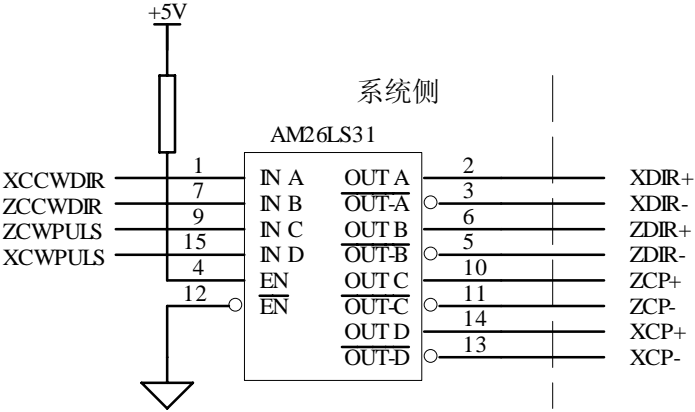 +5V
系统侧
AM26LS31
XCCWDIR 1 IN A OUT A 2 XDIR+
OUT-A 3 XDIR-
ZCCWDIR 7 IN B OUT B 6 ZDIR+
OUT-B 5 ZDIR-
ZCWPULS 9 IN C OUT C 10 ZCP+
OUT-C 11 ZCP-
XCWPULS 15 IN D OUT D 14 XCP+
OUT-D 13 XCP-
4 EN
12 EN